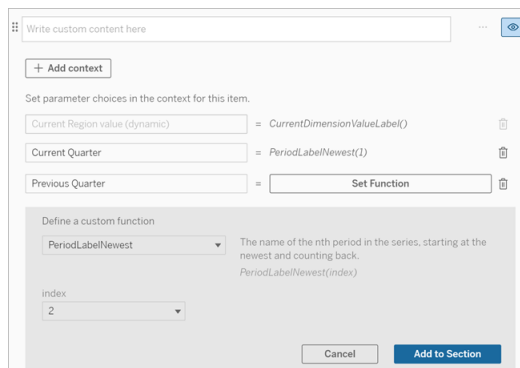 Write custom content here
+ Add context
Set parameter choices in the context for this item.
Current Region value (dynamic) = CurrentDimensionValueLabel()
Current Quarter = PeriodLabelNewest(1)
Previous Quarter = Set Function
Define a custom function
PeriodLabelNewest The name of the nth period in the series, starting at the
newest and counting back.
PeriodLabelNewest(index)
index
2
Cancel Add to Section